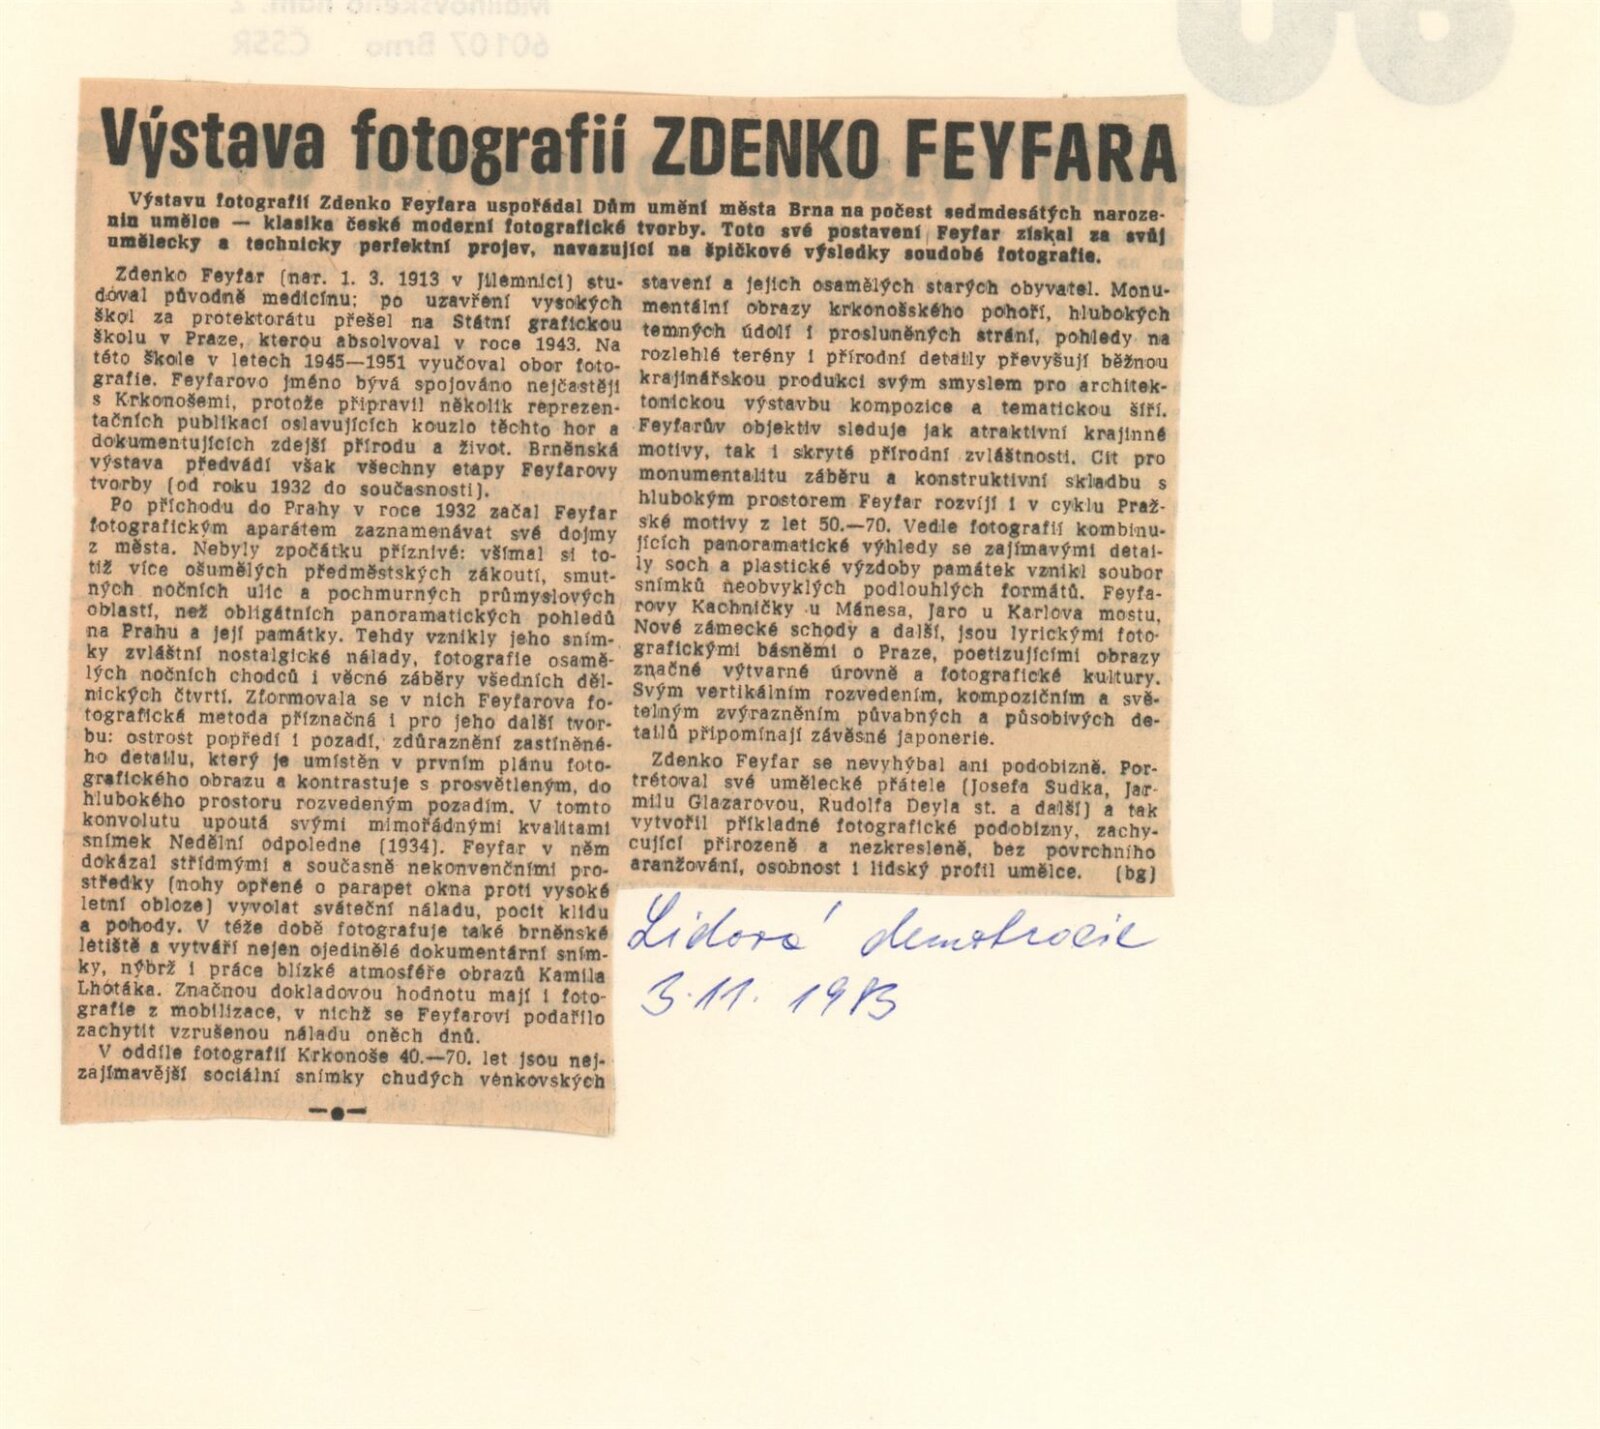 Výstava fotografií ZDENKO FEYFARA
Výstavu fotografií Zdenko Feyfara uspořádal Dům umění města Brna na počest sedmdesátých naroze-
nin umělce — klasika české moderní fotografické tvorby. Toto své postavení Feyfar získal za svůj
umělecky a technicky perfektní projev, navazující na špičkové výsledky soudobé fotografie.
Zdenko Feyfar (nar. 1. 3. 1913 v Jilemnici) stu-
doval původně medicínu; po uzavření vysokých
škol za protektorátu přešel na Státní grafickou
školu v Praze, kterou absolvoval v roce 1943. Na
této škole v letech 1945—1951 vyučoval obor foto-
grafie. Feyfarovo jméno bývá spojováno nejčastěji
s Krkonošemi, protože připravil několik reprezen-
tačních publikací oslavujících kouzlo těchto hor a
dokumentujících zdejší přírodu a život. Brněnská
výstava předvádí však všechny etapy Feyfarovy
tvorby (od roku 1932 do současnosti).
Po příchodu do Prahy v roce 1932 začal Feyfar
fotografickým aparátem zaznamenávat své dojmy
z města. Nebyly zpočátku příznivé: všímal si to-
tiž více ošumělých předměstských zákoutí, smut-
ných nočních ulic a pochmurných průmyslových
oblastí, než obligátních panoramatických pohledů
na Prahu a její památky. Tehdy vznikly jeho sním-
ky zvláštní nostalgické nálady, fotografie osamě-
lých nočních chodců i věcné záběry všedních děl-
nických čtvrtí. Zformovala se v nich Feyfarova fo-
tografická metoda příznačná i pro jeho další tvor-
bu: ostrost popředí i pozadí, zdůraznění zastíněné-
ho detailu, který je umístěn v prvním plánu foto-
grafického obrazu a kontrastuje s prosvětleným, do
hlubokého prostoru rozvedeným pozadím. V tomto
konvolutu upoutá svými mimořádnými kvalitami
snímek Nedělní odpoledne (1934). Feyfar v něm
dokázal střídmými a současně nekonvenčními pro-
středky (nohy opřené o parapet okna proti vysoké
letní obloze) vyvolat sváteční náladu, pocit klidu
a pohody. V téže době fotografuje také brněnské
letiště a vytváří nejen ojedinělé dokumentární sním-
ky, nýbrž i práce blízké atmosféře obrazů Kamila
Lhotáka. Značnou dokladovou hodnotu mají i foto-
grafie z mobilizace, v nichž se Feyfarovi podařilo
zachytit vzrušenou náladu oněch dnů.
V oddíle fotografií Krkonoše 40.—70. let jsou nej-
zajímavější sociální snímky chudých venkovských
stavení a jejich osamělých starých obyvatel. Monu-
mentální obrazy krkonošského pohoří, hlubokých
temných údolí i prosluněných strání, pohledy na
rozlehlé terény i přírodní detaily převyšují běžnou
krajinářskou produkci svým smyslem pro architek-
tonickou výstavbu kompozice a tematickou šíří.
Feyfarův objektiv sleduje jak atraktivní krajinné
motivy, tak i skryté přírodní zvláštnosti. Cit pro
monumentalitu záběru a konstruktivní skladbu s
hlubokým prostorem Feyfar rozvíjí i v cyklu Praž-
ské motivy z let 50.—70. Vedle fotografií kombinu-
jících panoramatické výhledy se zajímavými detai-
ly soch a plastické výzdoby památek vznikl soubor
snímků neobvyklých podlouhlých formátů. Feyfa-
rovy Kachničky u Mánesa, Jaro u Karlova mostu,
Nové zámecké schody a další, jsou lyrickými foto-
grafickými básněmi o Praze, poetizujícími obrazy
značné výtvarné úrovně a fotografické kultury.
Svým vertikálním rozvedením, kompozičním a svě-
telným zvýrazněním půvabných a působivých de-
tailů připomínají závěsné japonerie.
Zdenko Feyfar se nevyhýbal ani podobizně. Por-
trétoval své umělecké přátele (Josefa Sudka, Jar-
milu Glazarovou, Rudolfa Deyla st. a další) a tak
vytvořil příkladné fotografické podobizny, zachy-
cující přirozeně a nezkresleně, bez povrchního
aranžování, osobnost i lidský profil umělce. (bg)
Lidová demokracie
3.11. 1983